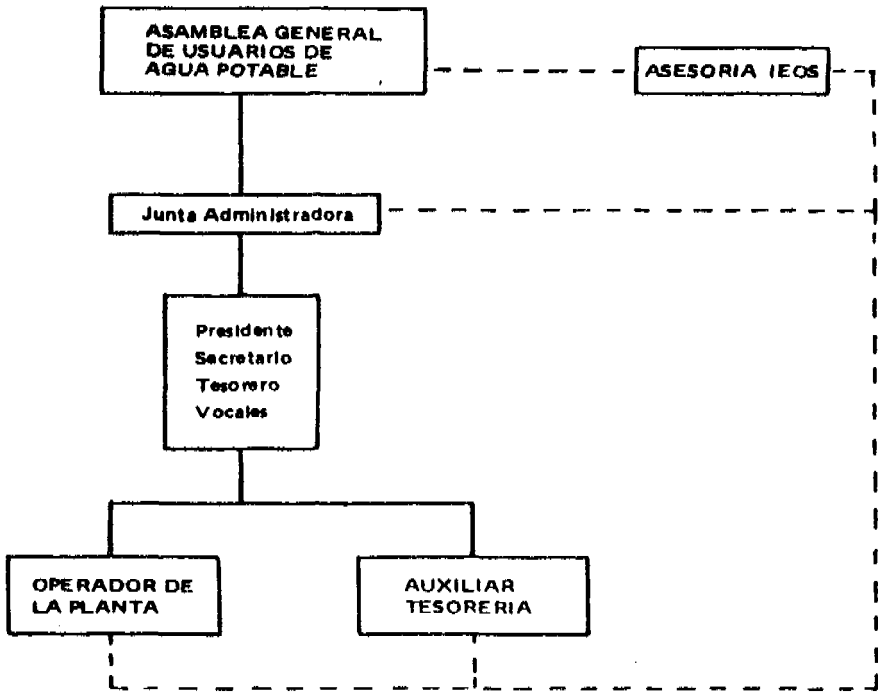 ASAMBLEA GENERAL
DE USUARIOS DE
AGUA POTABLE
ASESORIA IEOS
Junta Administradora
Presidente
Secretario
Tesorero
Vocales
OPERADOR DE
LA PLANTA
AUXILIAR
TESORERIA